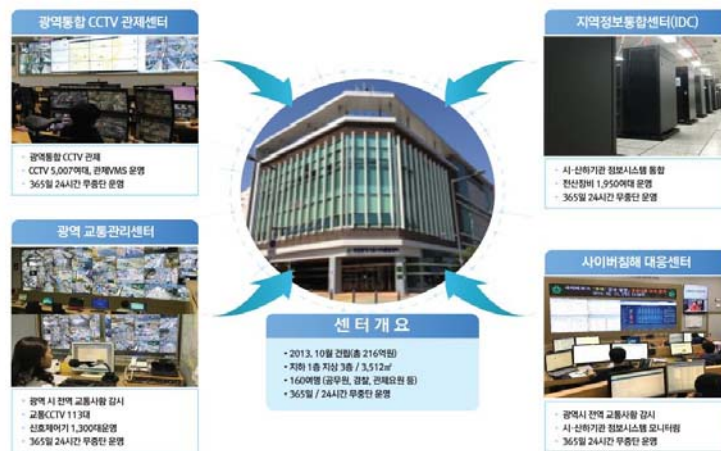 광역통합 CCTV 관제센터
· 광역통합 CCTV 관제
· CCTV 5,007여대, 관제VMS 운영
· 365일 24시간 무중단 운영
지역정보통합센터(IDC)
· 시·산하기관 정보시스템 통합
· 전산장비 1,950여대 운영
· 365일 24시간 무중단 운영
광역 교통관리센터
· 광역 시 전역 교통사황 감시
· 교통CCTV 113대
· 신호제어기 1,300대운영
· 365일 24시간 무중단 운영
사이버침해 대응센터
· 광역시 전역 교통사황 감시
· 시·산하기관 정보시스템 모니터링
· 365일 24시간 무중단 운영
센터개요
• 2013. 10월 건립(총 216억원)
• 지하 1층 지상 3층 / 3,512㎡
• 160여명 (공무원, 경찰, 관제요원 등)
• 365일 / 24시간 무중단 운영